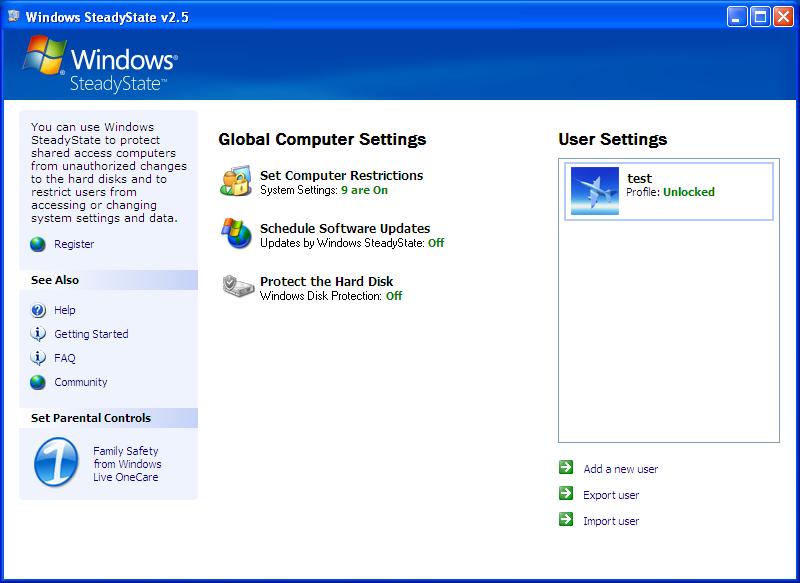 Windows SteadyState v2.5
Windows®
SteadyState™
You can use Windows
SteadyState to protect
shared access computers
from unauthorized changes
to the hard disks and to
restrict users from
accessing or changing
system settings and data.
Register
See Also
Help
Getting Started
FAQ
Community
Set Parental Controls
1
Family Safety
from Windows
Live OneCare
Global Computer Settings
Set Computer Restrictions
System Settings: 9 are On
Schedule Software Updates
Updates by Windows SteadyState: Off
Protect the Hard Disk
Windows Disk Protection: Off
User Settings
test
Profile: Unlocked
Add a new user
Export user
Import user